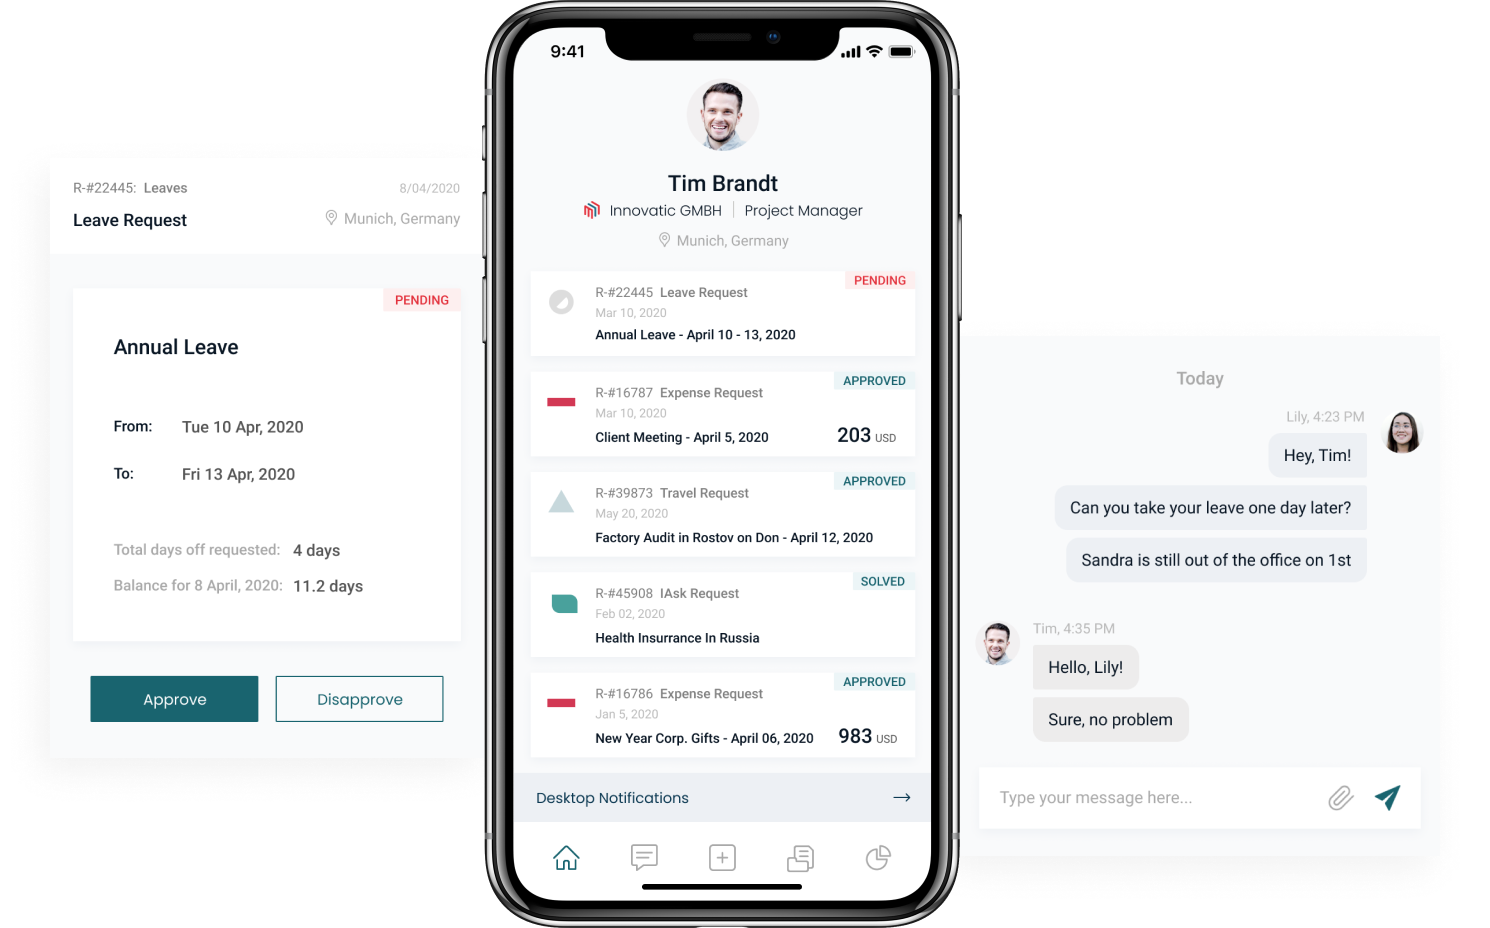 R-#22445: Leaves
8/04/2020
Leave Request
Munich, Germany
PENDING
Annual Leave
From: Tue 10 Apr, 2020
To: Fri 13 Apr, 2020
Total days off requested: 4 days
Balance for 8 April, 2020: 11.2 days
Approve
Disapprove
9:41
Tim Brandt
Innovatic GMBH | Project Manager
Munich, Germany
PENDING
R-#22445 Leave Request
Mar 10, 2020
Annual Leave - April 10 - 13, 2020
APPROVED
R-#16787 Expense Request
Mar 10, 2020
Client Meeting - April 5, 2020
203 USD
APPROVED
R-#39873 Travel Request
May 20, 2020
Factory Audit in Rostov on Don - April 12, 2020
SOLVED
R-#45908 IAsk Request
Feb 02, 2020
Health Insurrance In Russia
APPROVED
R-#16786 Expense Request
Jan 5, 2020
New Year Corp. Gifts - April 06, 2020
983 USD
Desktop Notifications
Today
Lily, 4:23 PM
Hey, Tim!
Can you take your leave one day later?
Sandra is still out of the office on 1st
Tim, 4:35 PM
Hello, Lily!
Sure, no problem
Type your message here...